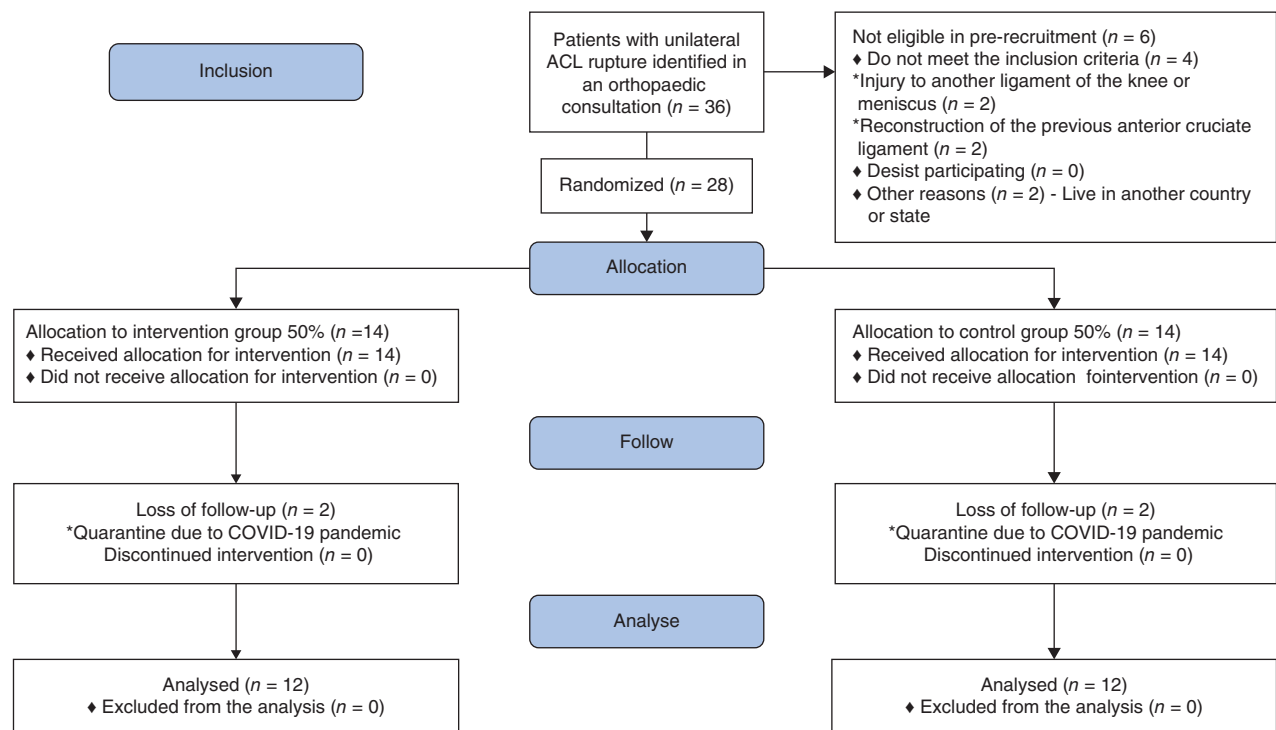 Inclusion
Patients with unilateral
ACL rupture identified in
an orthopaedic
consultation (n = 36)
Not eligible in pre-recruitment (n = 6)
♦ Do not meet the inclusion criteria (n = 4)
*Injury to another ligament of the knee or
meniscus (n = 2)
*Reconstruction of the previous anterior cruciate
ligament (n = 2)
♦ Desist participating (n = 0)
♦ Other reasons (n = 2) - Live in another country
or state
Randomized (n = 28)
Allocation
Allocation to intervention group 50% (n =14)
♦ Received allocation for intervention (n = 14)
♦ Did not receive allocation for intervention (n = 0)
Allocation to control group 50% (n = 14)
♦ Received allocation for intervention (n = 14)
♦ Did not receive allocation fointervention (n = 0)
Follow
Loss of follow-up (n = 2)
*Quarantine due to COVID-19 pandemic
Discontinued intervention (n = 0)
Loss of follow-up (n = 2)
*Quarantine due to COVID-19 pandemic
Discontinued intervention (n = 0)
Analyse
Analysed (n = 12)
♦ Excluded from the analysis (n = 0)
Analysed (n = 12)
♦ Excluded from the analysis (n = 0)